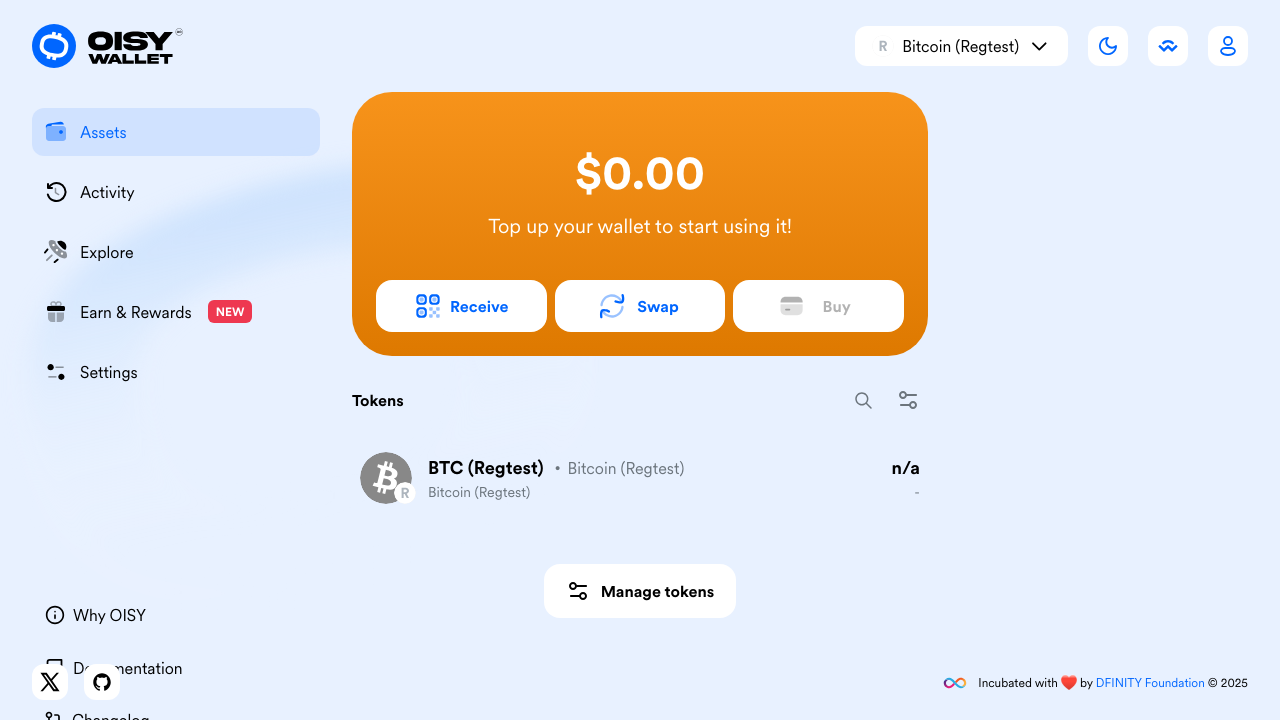 OISY
WALLET
R Bitcoin (Regtest)
Assets
Activity
Explore
Earn & Rewards NEW
Settings
$0.00
Top up your wallet to start using it!
Receive
Swap
Buy
Tokens
BTC (Regtest) • Bitcoin (Regtest)
n/a
R
Bitcoin (Regtest)
-
Manage tokens
Why OISY
Documentation
Changelog
Incubated with ❤️ by DFINITY Foundation © 2025